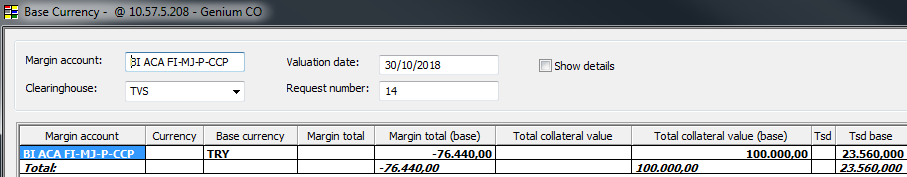 Base Currency - @ 10.57.5.208 - Genium CO
Margin account: BI ACA FI-MJ-P-CCP Valuation date: 30/10/2018 Show details
Clearinghouse: TVS Request number: 14
Margin account Currency Base currency Margin total Margin total (base) Total collateral value Total collateral value (base) Tsd Tsd base
BI ACA FI-MJ-P-CCP TRY -76.440,00 100.000,00 23.560,000
Total: -76.440,00 100.000,00 23.560,000